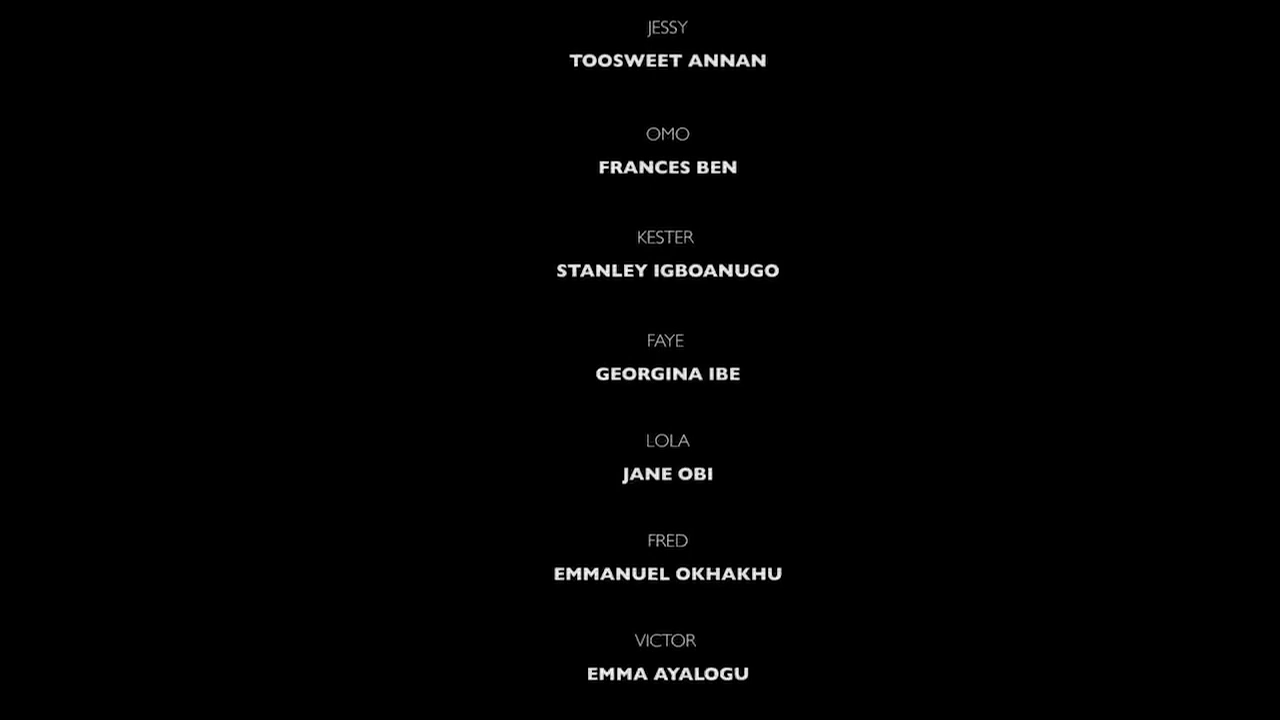 JESSY
TOOSWEET ANNAN
OMO
FRANCES BEN
KESTER
STANLEY IGBOANUGO
FAYE
GEORGINA IBE
LOLA
JANE OBI
FRED
EMMANUEL OKHAKHU
VICTOR
EMMA AYALOGU